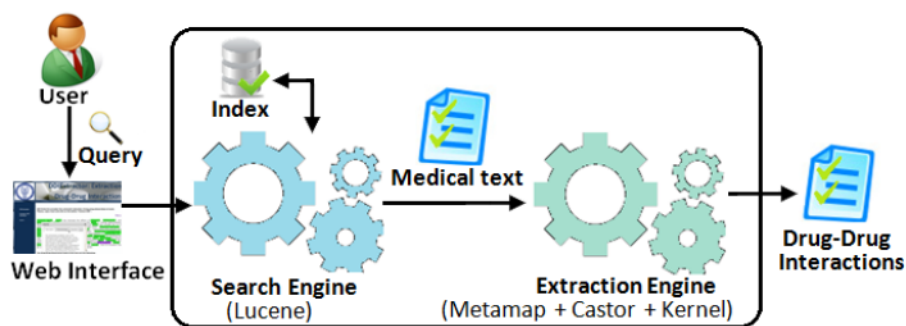 User
Query
Web Interface
Index
Search Engine
(Lucene)
Medical text
Extraction Engine
(Metamap + Castor + Kernel)
Drug-Drug
Interactions